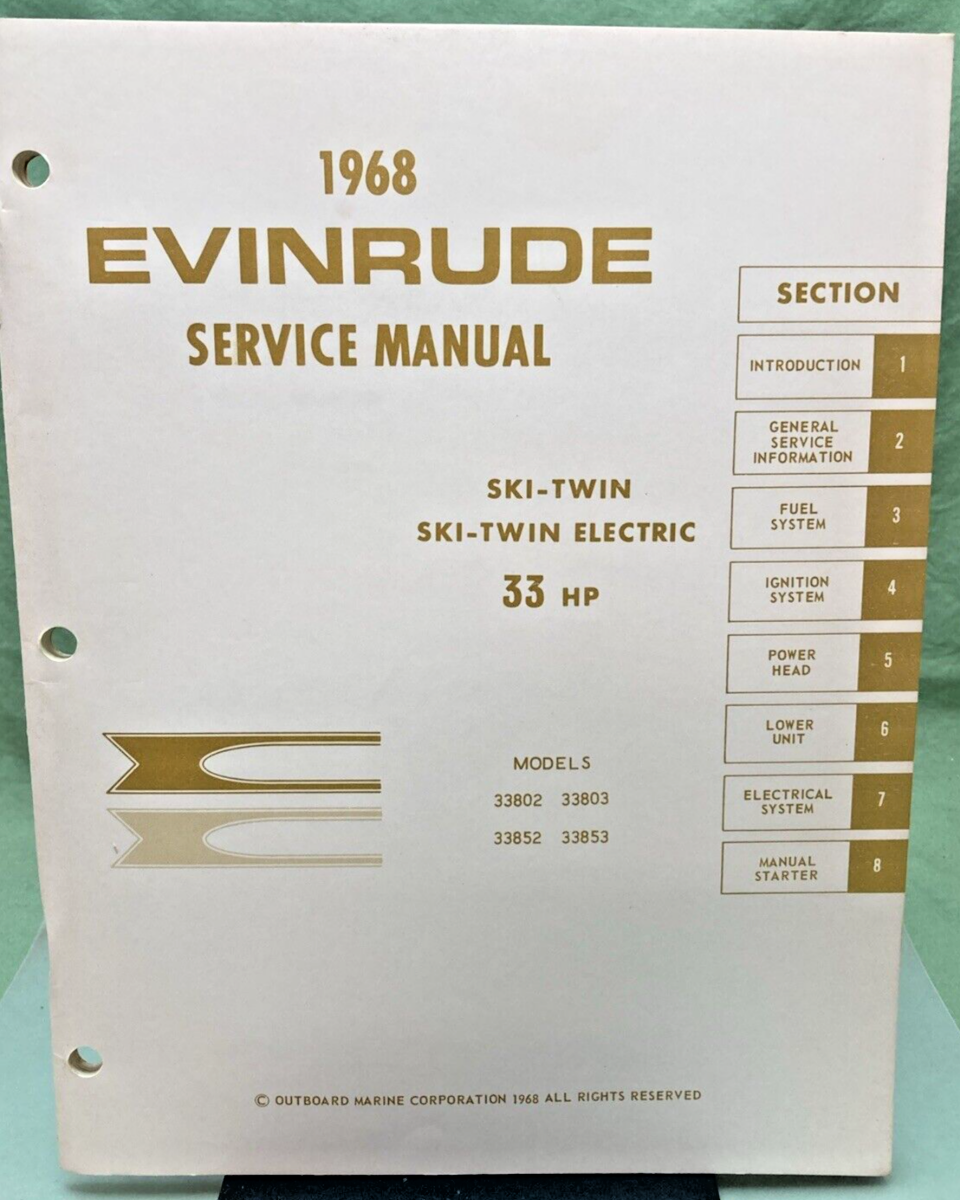 1968
EVINRUDE
SERVICE MANUAL
SKI-TWIN
SKI-TWIN ELECTRIC
33 HP
MODELS
33802 33803
33852 33853
SECTION
INTRODUCTION 1
GENERAL
SERVICE 2
INFORMATION
FUEL
SYSTEM 3
IGNITION
SYSTEM 4
POWER
HEAD 5
LOWER
UNIT 6
ELECTRICAL
SYSTEM 7
MANUAL
STARTER 8
© OUTBOARD MARINE CORPORATION 1968 ALL RIGHTS RESERVED